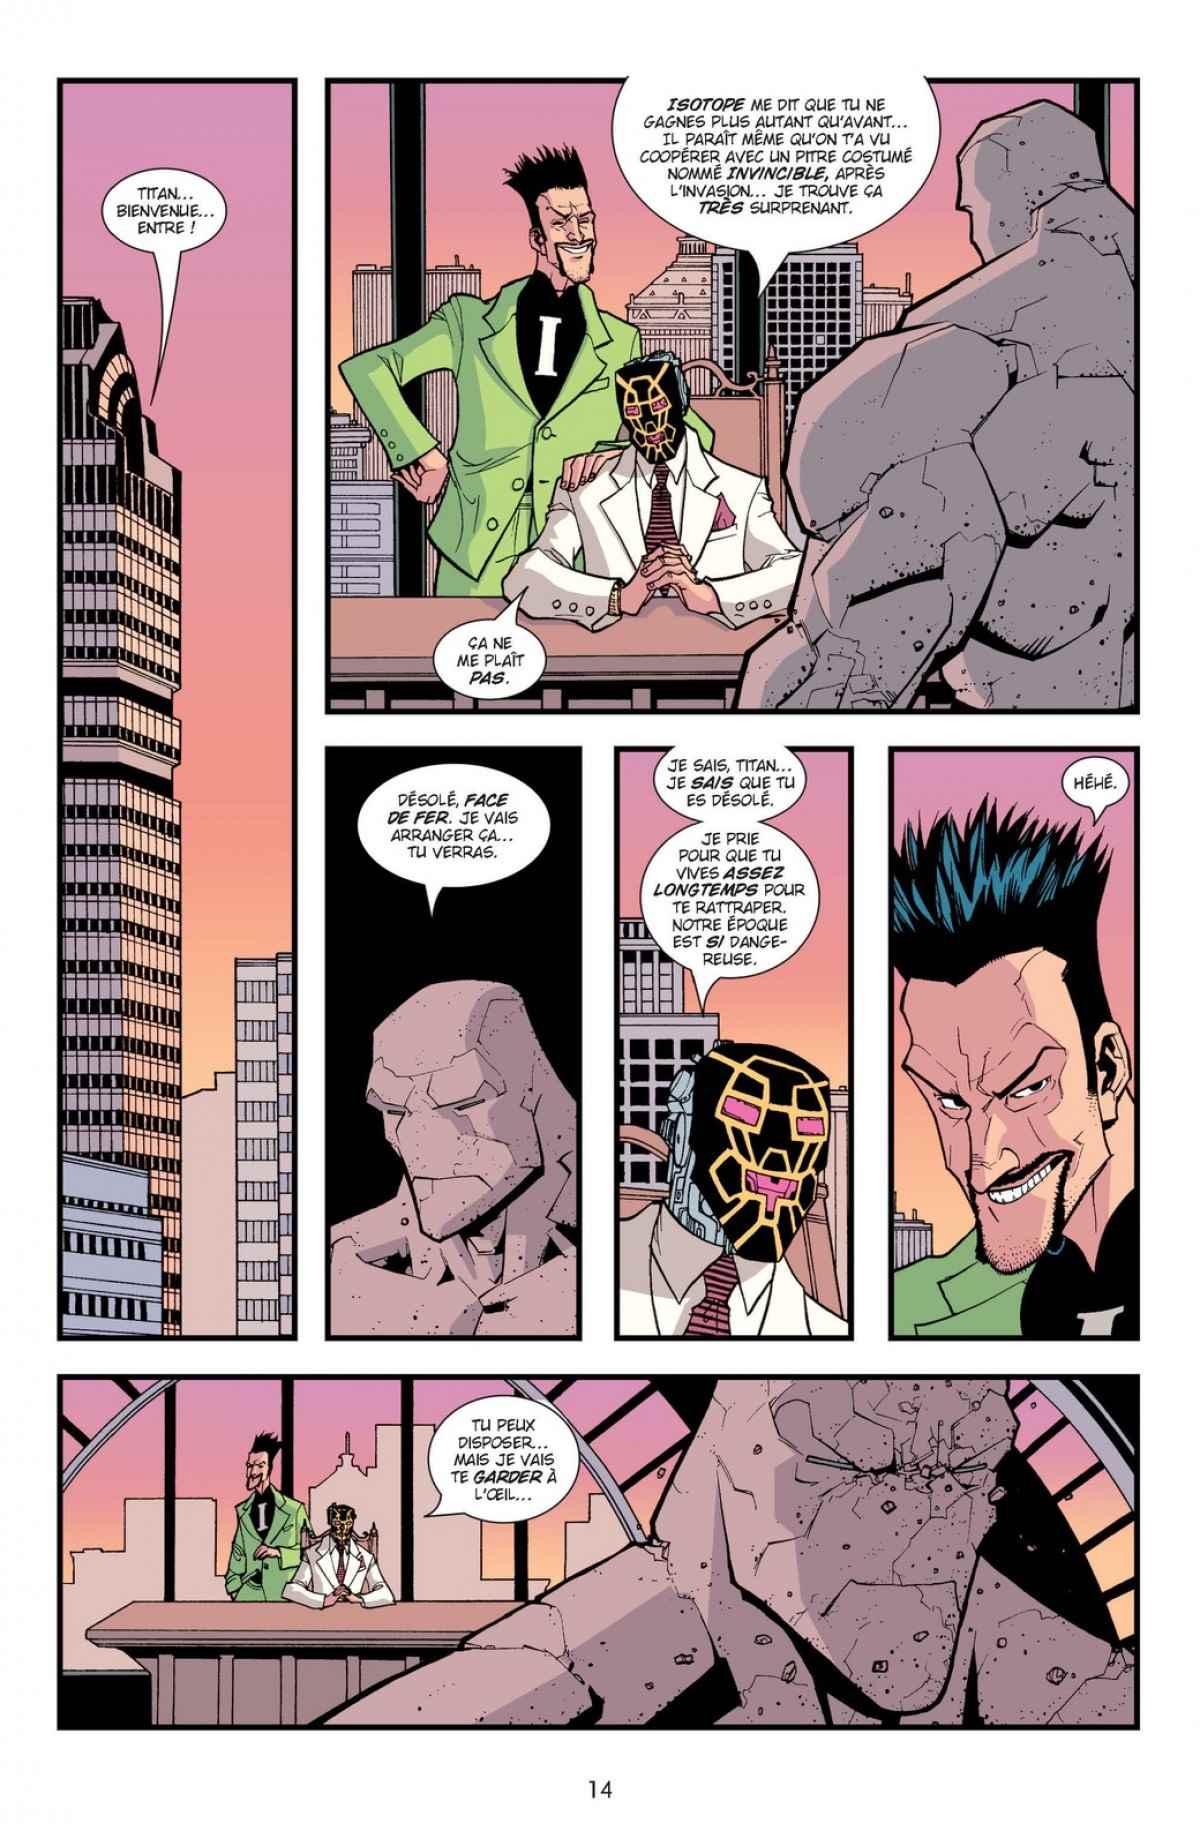 TITAN...
BIENVENUE...
ENTRE !
ISOTOPE ME DIT QUE TU NE
GAGNES PLUS AUTANT QU'AVANT...
IL PARAÎT MÊME QU'ON T'A VU
COOPÉRER AVEC UN PITRE COSTUMÉ
NOMMÉ INVINCIBLE, APRÈS
L'INVASION... JE TROUVE ÇA
TRÈS SURPRENANT.
I
ÇA NE
ME PLAÎT
PAS.
DÉSOLÉ, FACE
DE FER. JE VAIS
ARRANGER ÇA...
TU VERRAS.
JE SAIS, TITAN...
JE SAIS QUE TU
ES DÉSOLÉ.
JE PRIE
POUR QUE TU
VIVES ASSEZ
LONGTEMPS POUR
TE RATTRAPER.
NOTRE ÉPOQUE
EST SI DANGE-
REUSE.
HÉHÉ.
I
TU PEUX
DISPOSER...
MAIS JE VAIS
TE GARDER À
L'ŒIL...
I
14